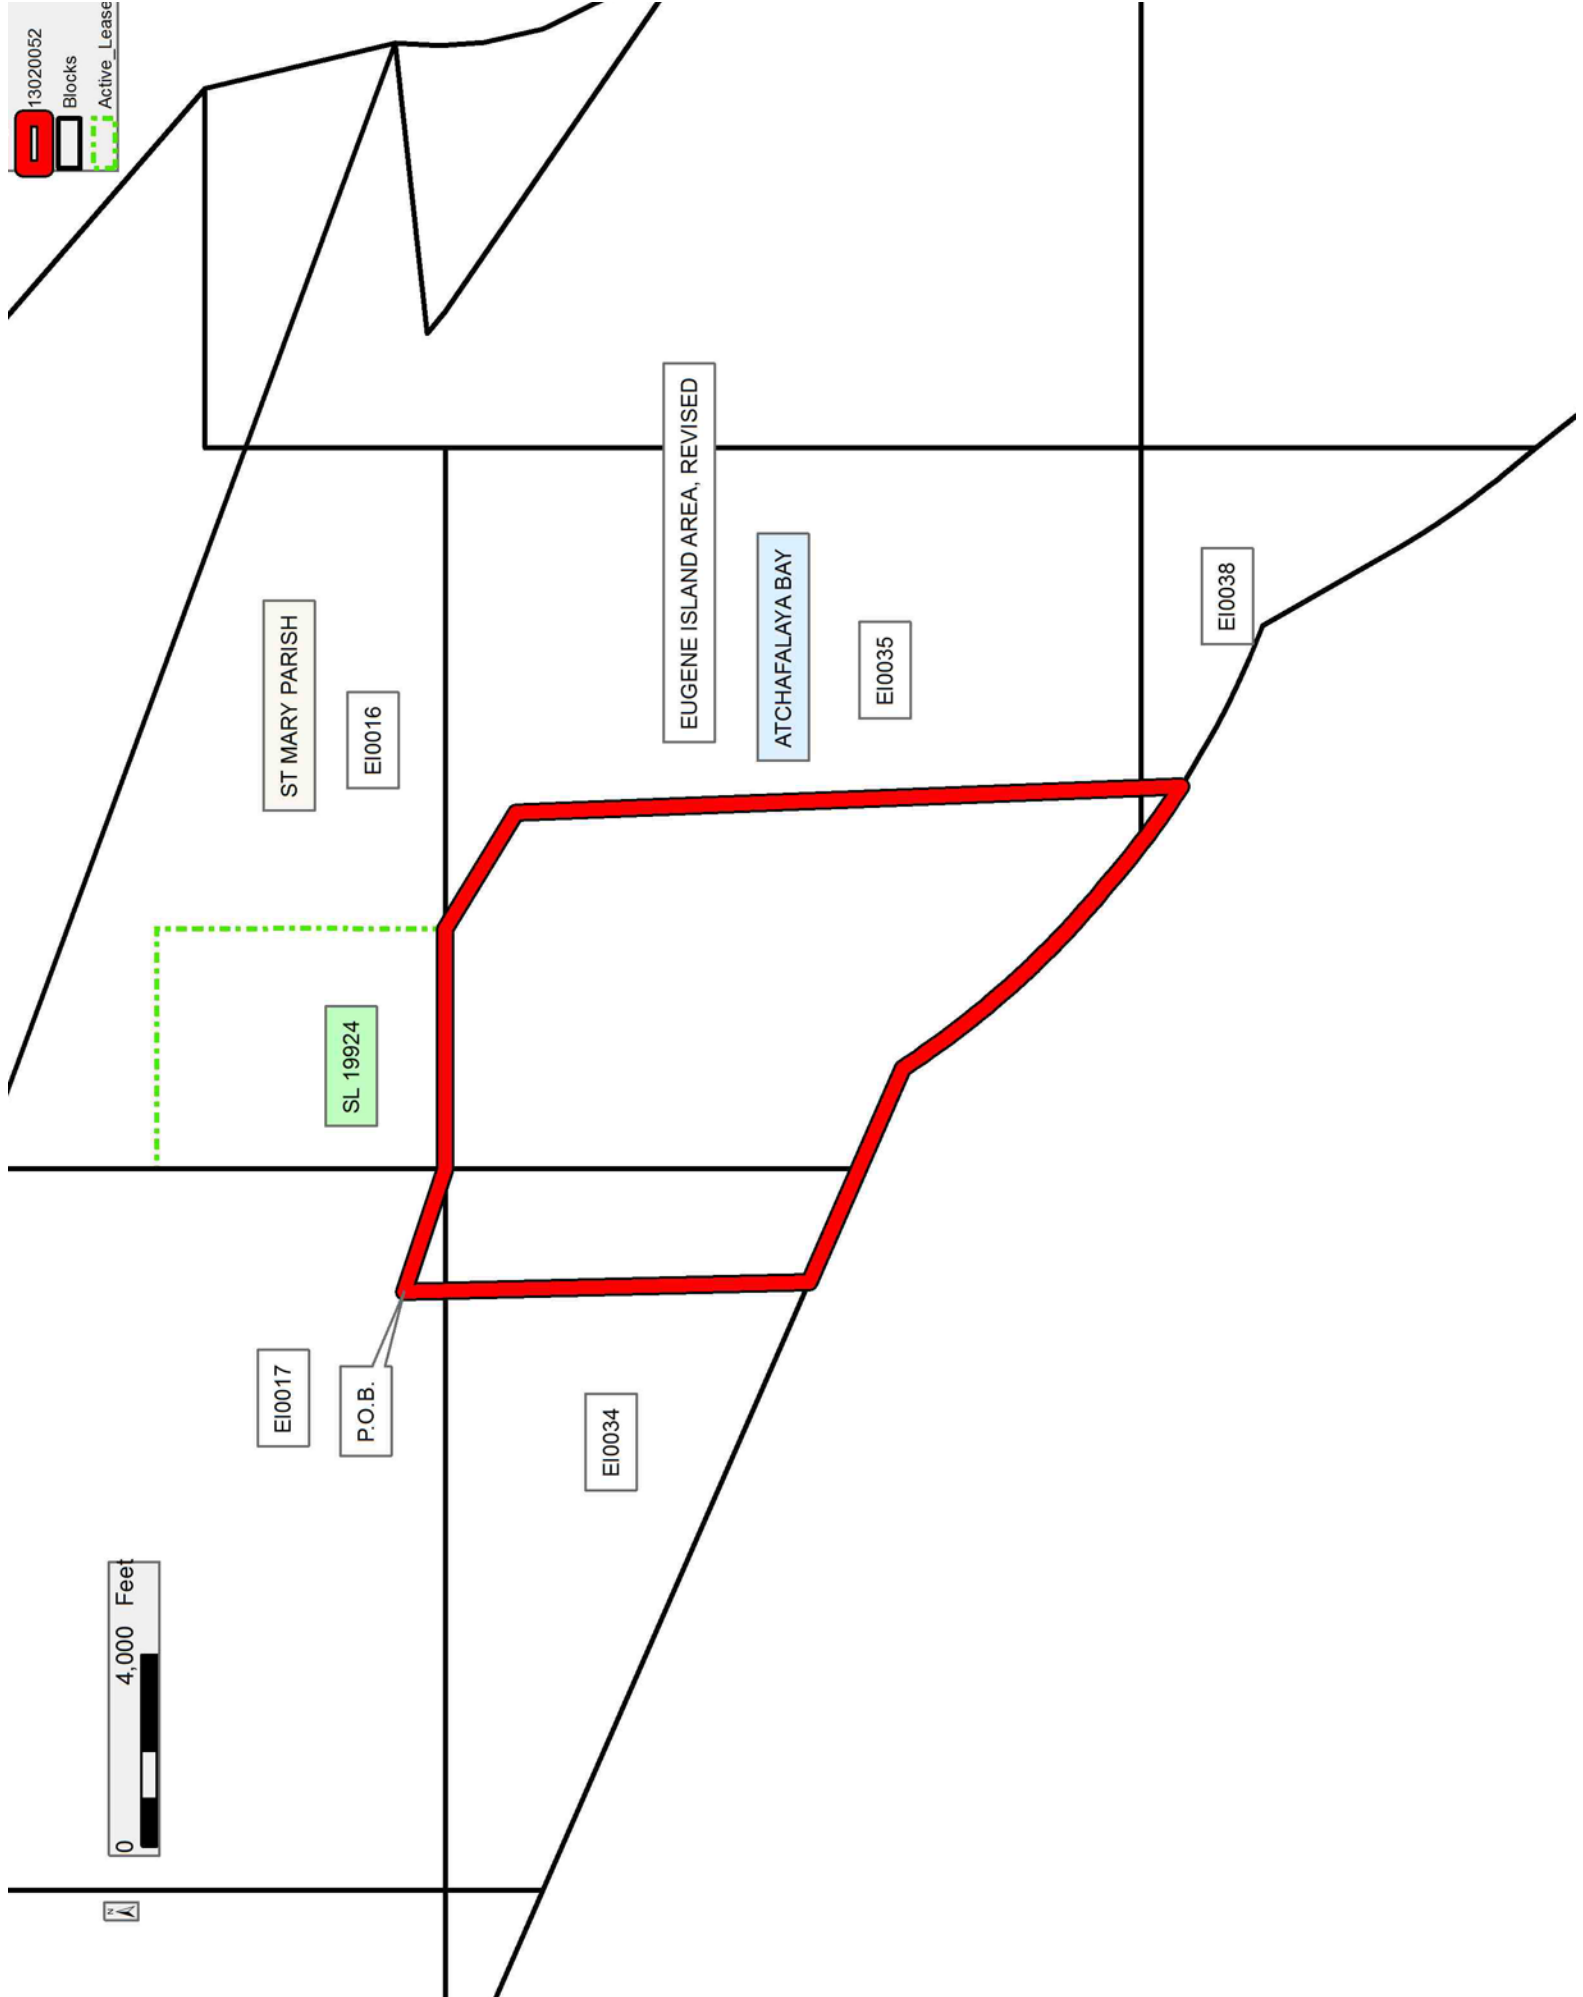 13020052
Blocks
Active_Lease
ST MARY PARISH
EI0016
EUGENE ISLAND AREA, REVISED
ATCHAFALAYA BAY
EI0035
EI0038
SL 19924
EI0017
P.O.B.
EI0034
0 4,000 Feet
N